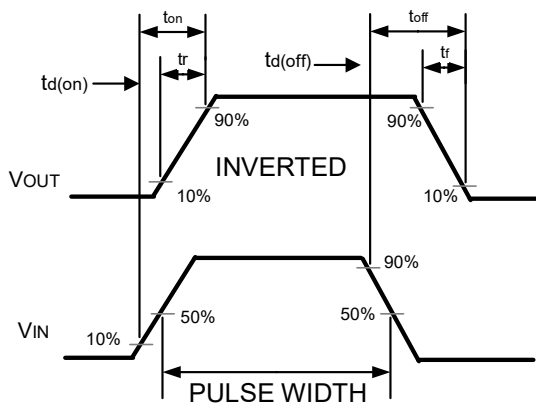 ton
toff
tr
td(off)
tf
td(on)
90%
90%
INVERTED
VOUT
10%
10%
90%
50%
50%
VIN
10%
PULSE WIDTH